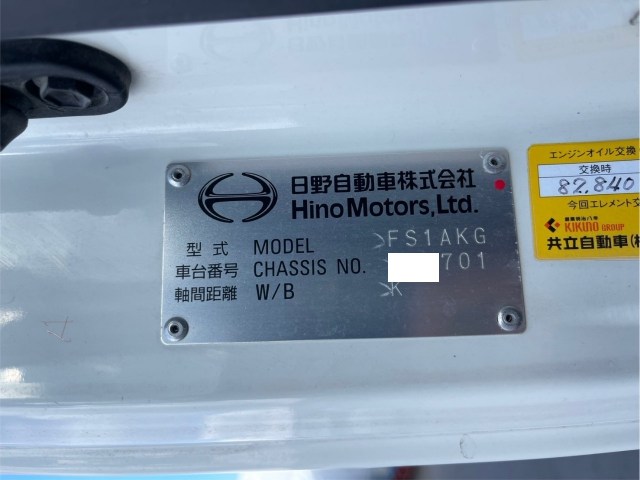 日野自動車株式会社
Hino Motors, Ltd.
型式 MODEL >FS1AKG
車台番号 CHASSIS NO. 701
軸間距離 W/B >K
エンジンオイル交換
交換時
82.840
今回エレメント交
KIKINO GROUP
共立自動車(株